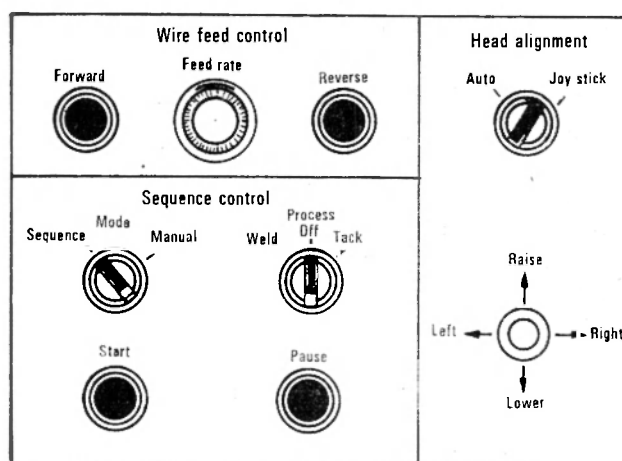 Wire feed control
Forward
Feed rate
Reverse
Head alignment
Auto
Joy stick
Sequence control
Sequence
Mode
Manual
Weld
Process
Off
Tack
Start
Pause
Raise
Left
Right
Lower